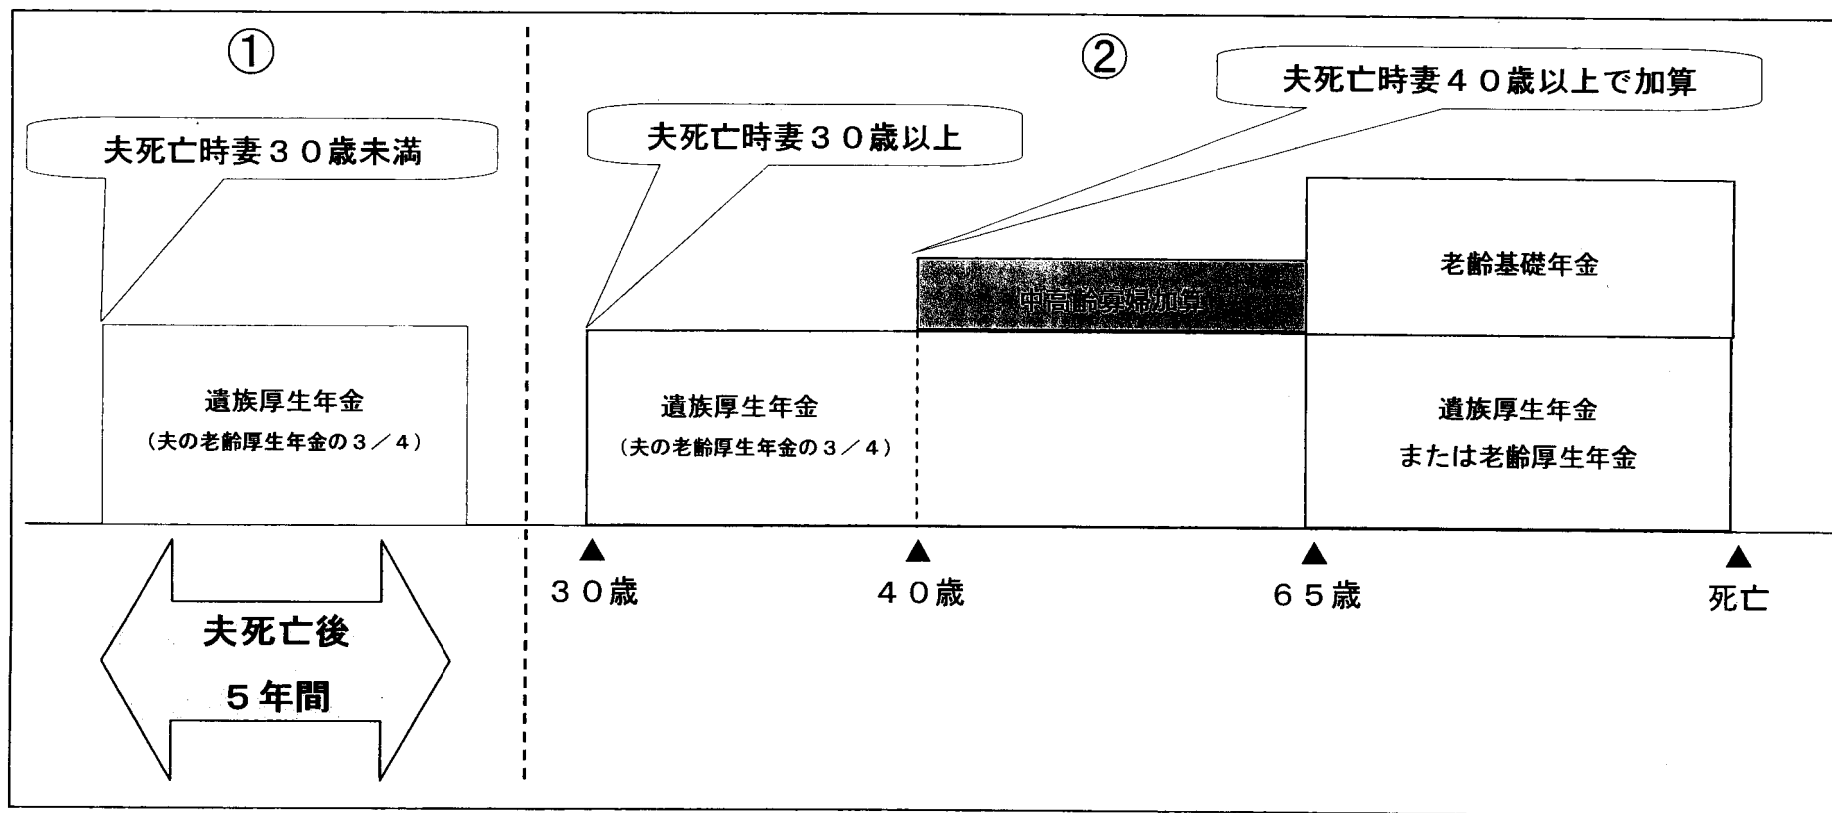 ①
夫死亡時妻３０歳未満
遺族厚生年金
（夫の老齢厚生年金の３／４）
夫死亡後
５年間
②
夫死亡時妻３０歳以上
夫死亡時妻４０歳以上で加算
中高齢寡婦加算
老齢基礎年金
遺族厚生年金
（夫の老齢厚生年金の３／４）
遺族厚生年金
または老齢厚生年金
３０歳
４０歳
６５歳
死亡